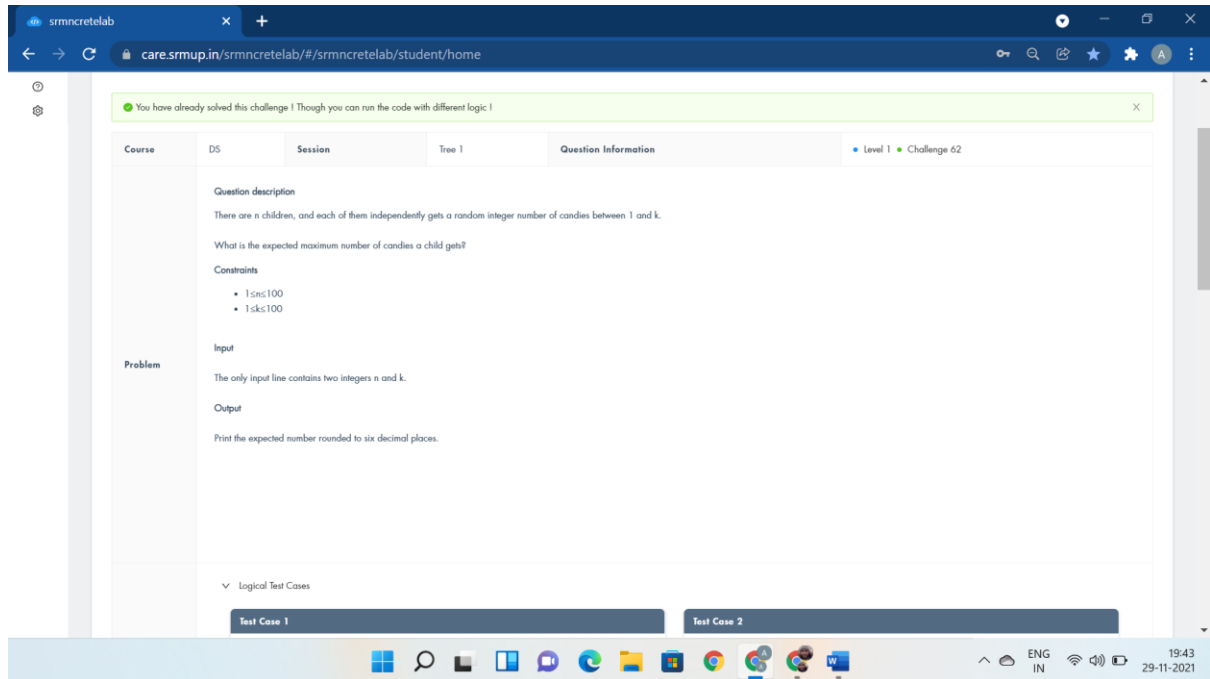 srmncretelab
care.srmup.in/srmncretelab/#/srmncretelab/student/home
A
You have already solved this challenge ! Though you can run the code with different logic !
Course DS Session Tree 1 Question Information Level 1 Challenge 62
Question description
There are n children, and each of them independently gets a random integer number of candies between 1 and k.
What is the expected maximum number of candies a child gets?
Constraints
1≤n≤100
1≤k≤100
Input
Problem
The only input line contains two integers n and k.
Output
Print the expected number rounded to six decimal places.
Logical Test Cases
Test Case 1 Test Case 2
ENG 19:43
IN 29-11-2021